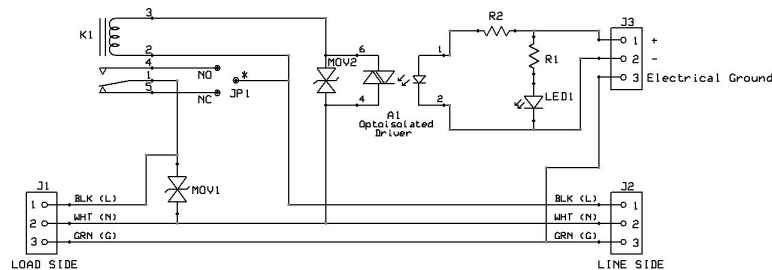 3
K1
2
4
NO
1
*
JP1
5
NC
MOV2
6
4
1
2
A1
Optoisolated
Driver
R2
R1
LED1
J3
1 +
2 -
3 Electrical Ground
MOV1
J1
1 BLK (L)
2 WHT (N)
3 GRN (G)
LOAD SIDE
J2
BLK (L) 1
WHT (N) 2
GRN (G) 3
LINE SIDE